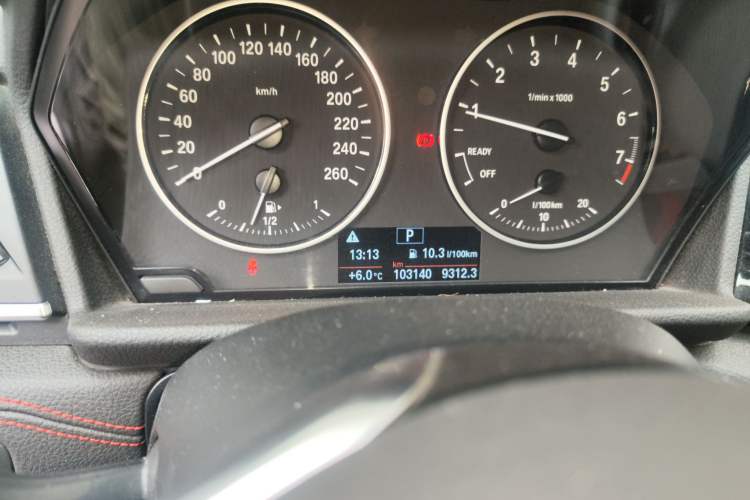 0 20 40 60 80 100 120 140 160 180 200 220 240 260
km/h
0 1/2 1
1 2 3 4 5 6 7
1/min x 1000
READY
OFF
0 10 20
l/100km
P
13:13 10.3 l/100km
km
+6.0°C 103140 9312.3